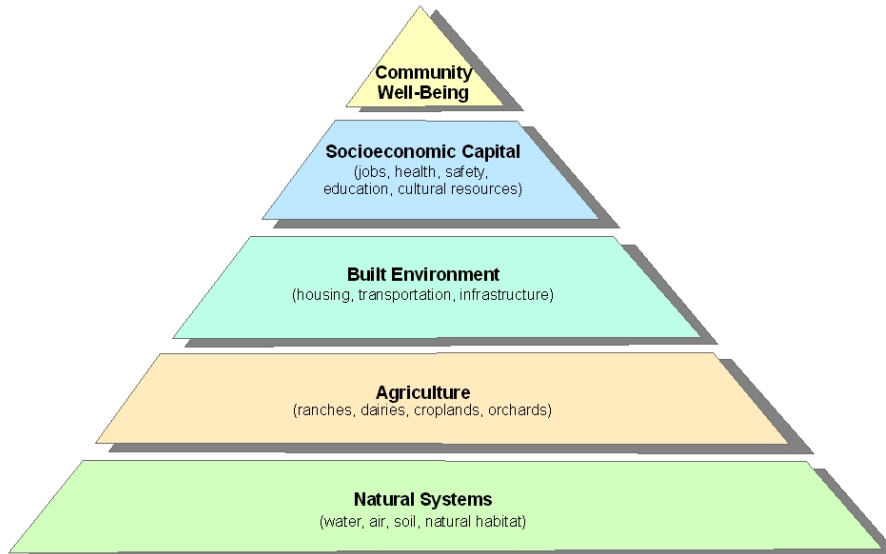 Community
Well-Being
Socioeconomic Capital
(jobs, health, safety,
education, cultural resources)
Built Environment
(housing, transportation, infrastructure)
Agriculture
(ranches, dairies, croplands, orchards)
Natural Systems
(water, air, soil, natural habitat)